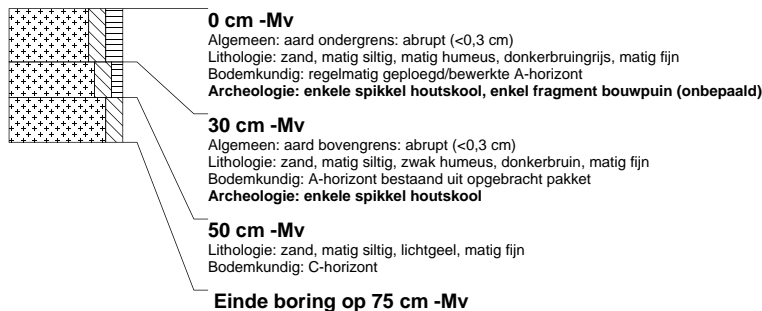 0 cm -Mv
Algemeen: aard ondergrens: abrupt (<0,3 cm)
Lithologie: zand, matig siltig, matig humeus, donkerbruingrijs, matig fijn
Bodemkundig: regelmatig geploegd/bewerkte A-horizont
Archeologie: enkele spikkel houtskool, enkel fragment bouwpuin (onbepaald)
30 cm -Mv
Algemeen: aard bovengrens: abrupt (<0,3 cm)
Lithologie: zand, matig siltig, zwak humeus, donkerbruin, matig fijn
Bodemkundig: A-horizont bestaand uit opgebracht pakket
Archeologie: enkele spikkel houtskool
50 cm -Mv
Lithologie: zand, matig siltig, lichtgeel, matig fijn
Bodemkundig: C-horizont
Einde boring op 75 cm -Mv